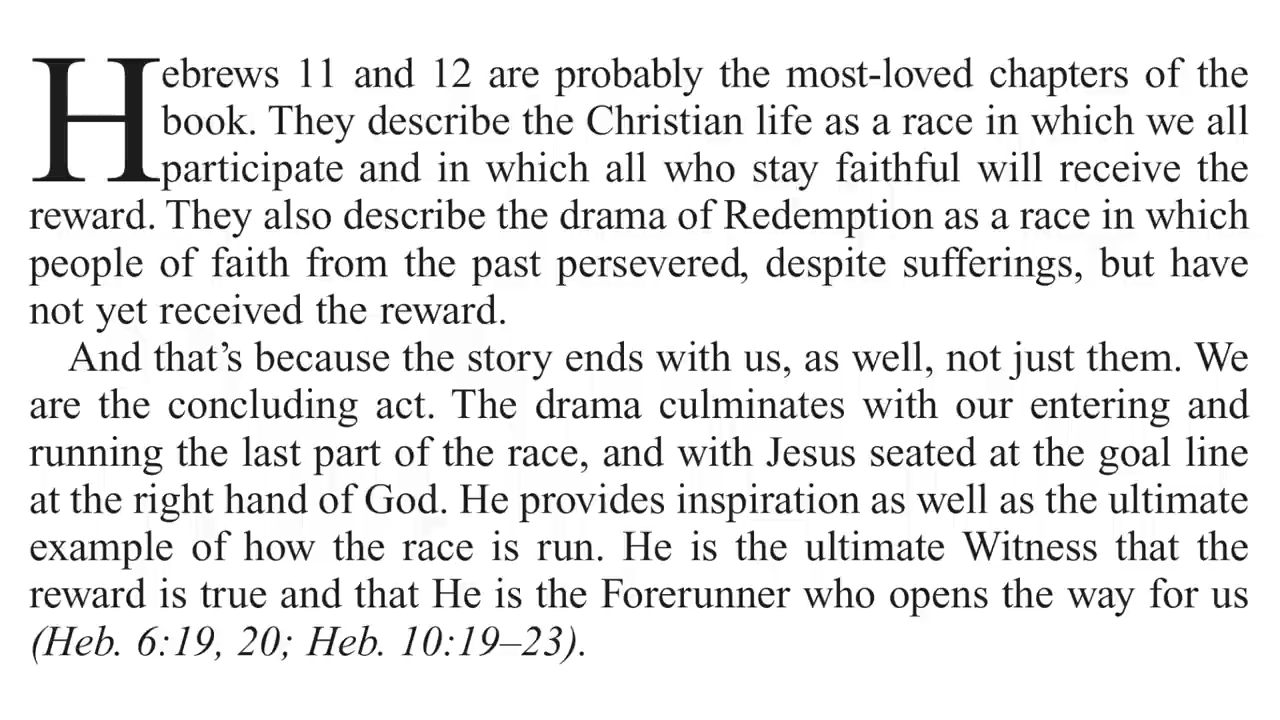 Hebrews 11 and 12 are probably the most-loved chapters of the
book. They describe the Christian life as a race in which we all
participate and in which all who stay faithful will receive the
reward. They also describe the drama of Redemption as a race in which
people of faith from the past persevered, despite sufferings, but have
not yet received the reward.
And that’s because the story ends with us, as well, not just them. We
are the concluding act. The drama culminates with our entering and
running the last part of the race, and with Jesus seated at the goal line
at the right hand of God. He provides inspiration as well as the ultimate
example of how the race is run. He is the ultimate Witness that the
reward is true and that He is the Forerunner who opens the way for us
(Heb. 6:19, 20; Heb. 10:19–23).